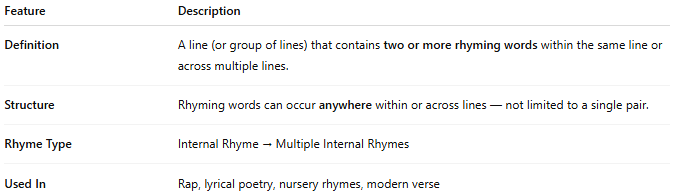 Feature Description
Definition A line (or group of lines) that contains two or more rhyming words within the same line or
across multiple lines.
Structure Rhyming words can occur anywhere within or across lines — not limited to a single pair.
Rhyme Type Internal Rhyme → Multiple Internal Rhymes
Used In Rap, lyrical poetry, nursery rhymes, modern verse